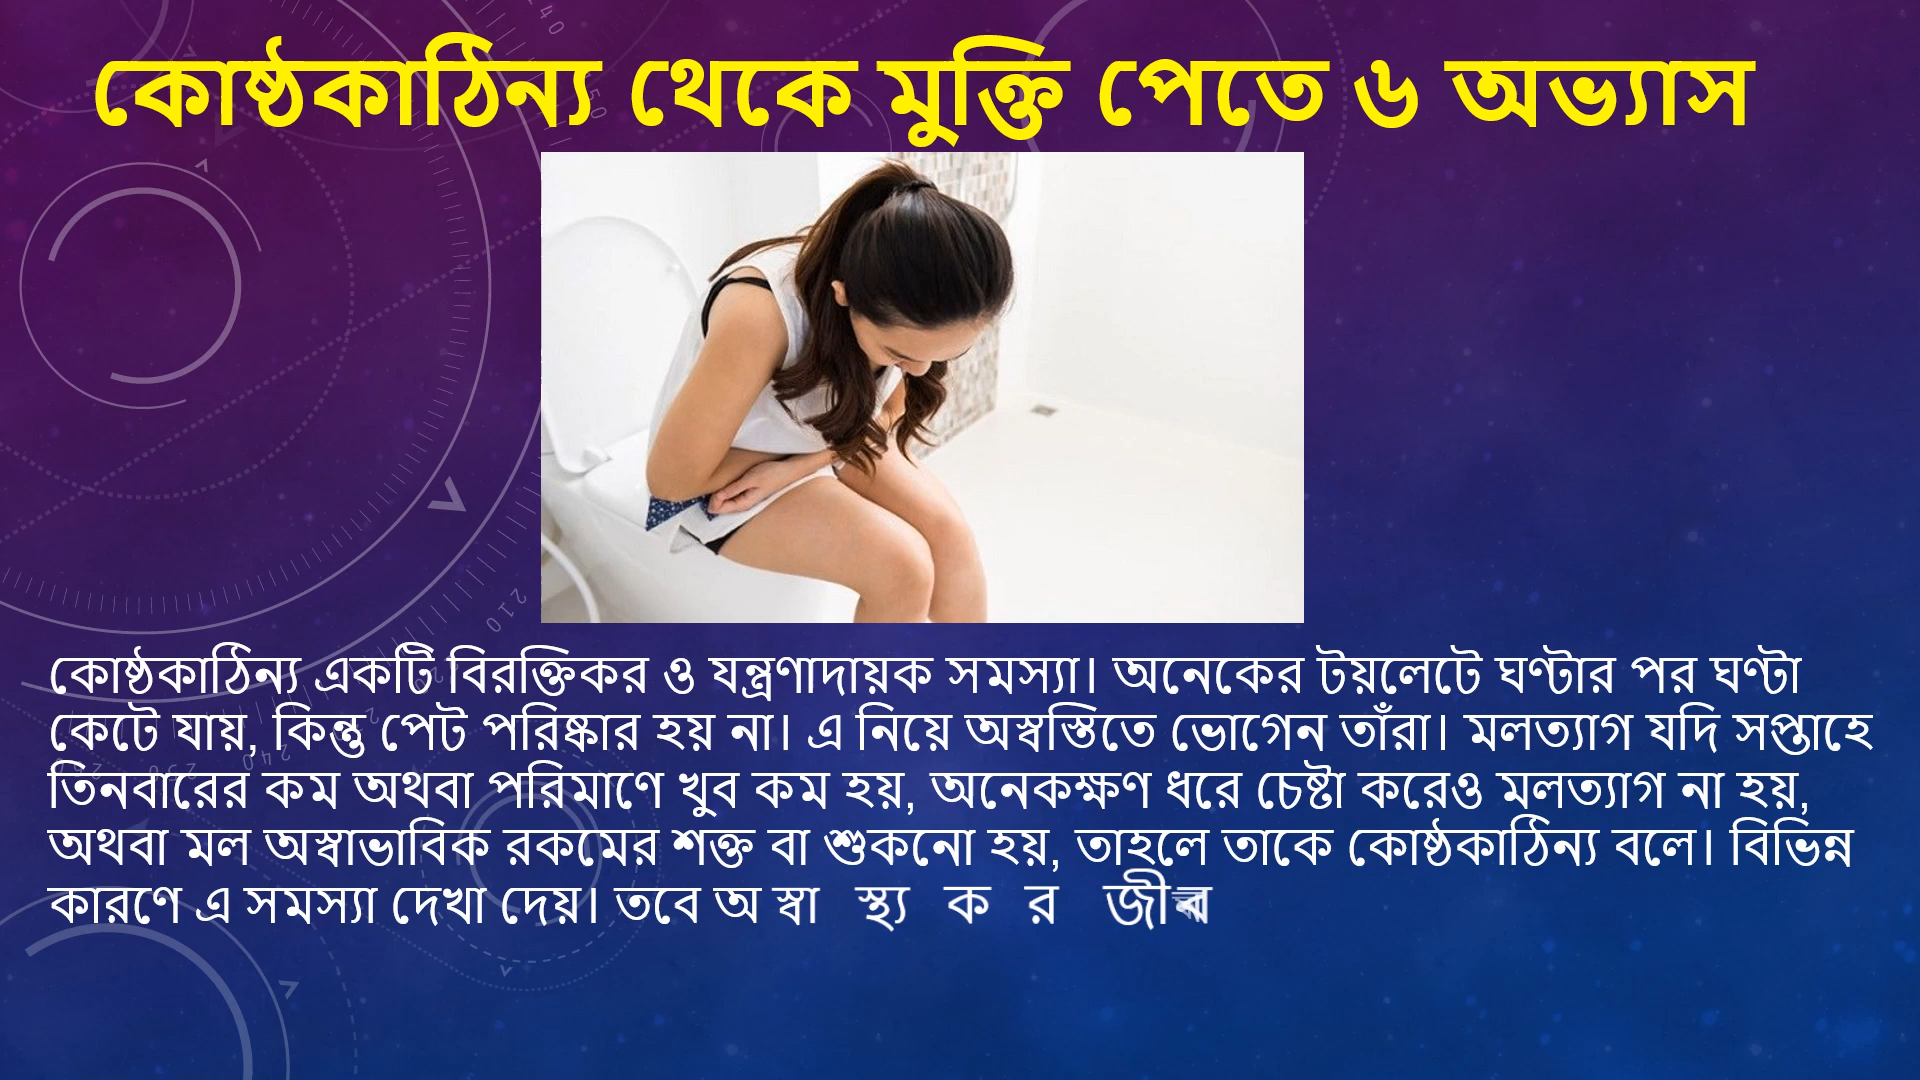 কোষ্ঠকাঠিন্য থেকে মুক্তি পেতে ৬ অভ্যাস
কোষ্ঠকাঠিন্য একটি বিরক্তিকর ও যন্ত্রণাদায়ক সমস্যা। অনেকের টয়লেটে ঘণ্টার পর ঘণ্টা
কেটে যায়, কিন্তু পেট পরিষ্কার হয় না। এ নিয়ে অস্বস্তিতে ভোগেন তাঁরা। মলত্যাগ যদি সপ্তাহে
তিনবারের কম অথবা পরিমাণে খুব কম হয়, অনেকক্ষণ ধরে চেষ্টা করেও মলত্যাগ না হয়,
অথবা মল অস্বাভাবিক রকমের শক্ত বা শুকনো হয়, তাহলে তাকে কোষ্ঠকাঠিন্য বলে। বিভিন্ন
কারণে এ সমস্যা দেখা দেয়। তবে অ স্বা স্থ্য ক র জী